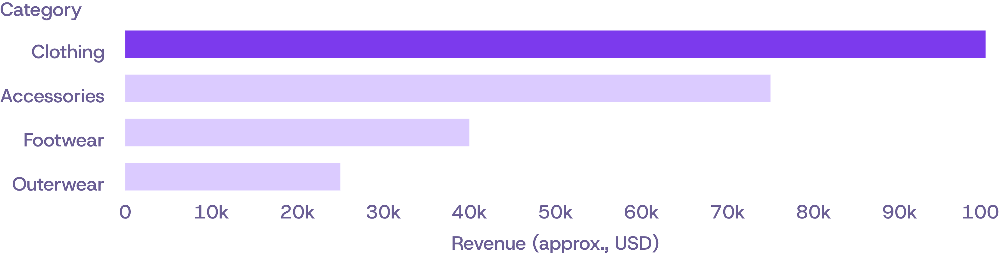 Category
Clothing
Accessories
Footwear
Outerwear
0 10k 20k 30k 40k 50k 60k 70k 80k 90k 100
Revenue (approx., USD)